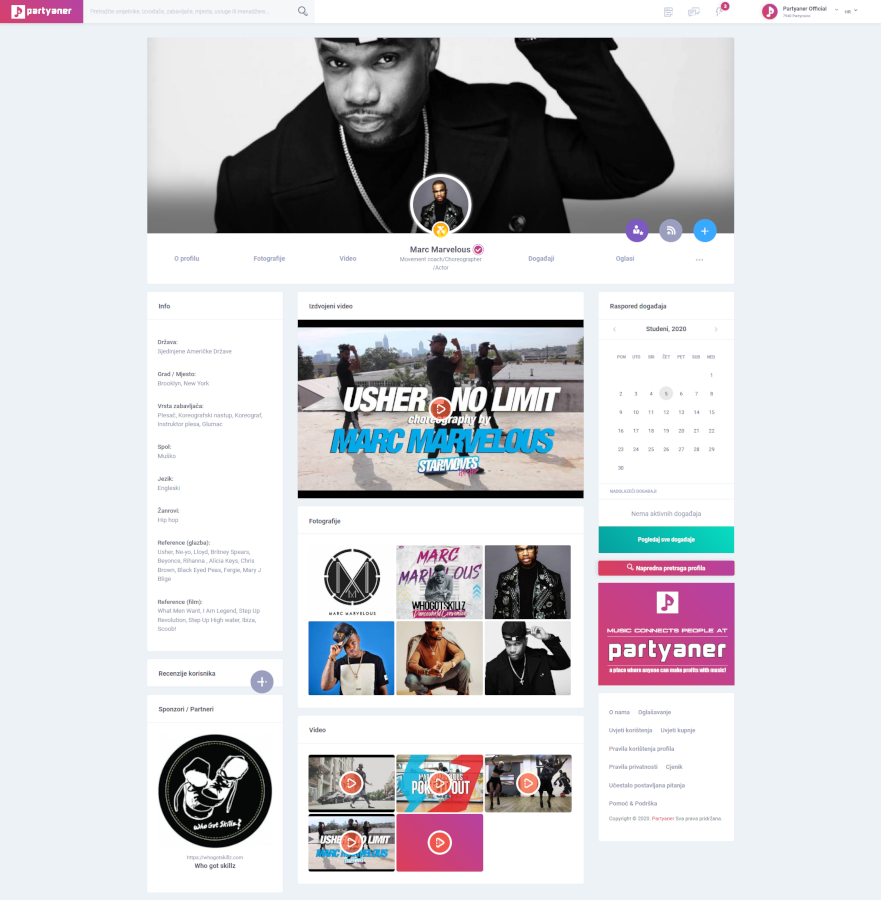 partyaner
Pretražite umjetnike, izvođače, zabavljače, mjesta, usluge ili menadžere...
3
Partyaner Official
HR
Marc Marvelous
Movement coach/Choreographer
/Actor
O profilu
Fotografije
Video
Događaji
Oglasi
...
Info
Država:
Sjedinjene Američke Države
Grad / Mjesto:
Brooklyn, New York
Vrsta zabavljača:
Plesač, Koreografski nastup, Koreograf,
Instruktor plesa, Glumac
Spol:
Muško
Jezik:
Engleski
Žanrovi:
Hip hop
Reference (glazba):
Usher, Ne-yo, Lloyd, Britney Spears,
Beyonce, Rihanna , Alicia Keys, Chris
Brown, Black Eyed Peas, Fergie, Mary J
Blige
Reference (film):
What Men Want, I Am Legend, Step Up
Revolution, Step Up High water, Ibiza,
Scoob!
Recenzije korisnika
Sponzori / Partneri
Who Got Skillz?
https://whogotskillz.com
Who got skillz
Izdvojeni video
USHER NO LIMIT
choreography by
MARC MARVELOUS
STARMOVES
Fotografije
M
MARC MARVELOUS
MARC
MARVELOUS
WHOGOTSKILLZ
Video
USHER NO LIMIT
Raspored događaja
Studeni, 2020
PON UTO SRI ČET PET SUB NED
1
2 3 4 5 6 7 8
9 10 11 12 13 14 15
16 17 18 19 20 21 22
23 24 25 26 27 28 29
30
NADOLAZEĆI DOGAĐAJI
Nema aktivnih događaja
Pogledaj sve događaje
Napredna pretraga profila
MUSIC CONNECTS PEOPLE AT
partyaner
a place where anyone can make profits with music!
O nama Oglašavanje
Uvjeti korištenja Uvjeti kupnje
Pravila korištenja profila
Pravila privatnosti Cjenik
Učestalo postavljana pitanja
Pomoć & Podrška
Copyright © 2020. Partyaner Sva prava pridržana.